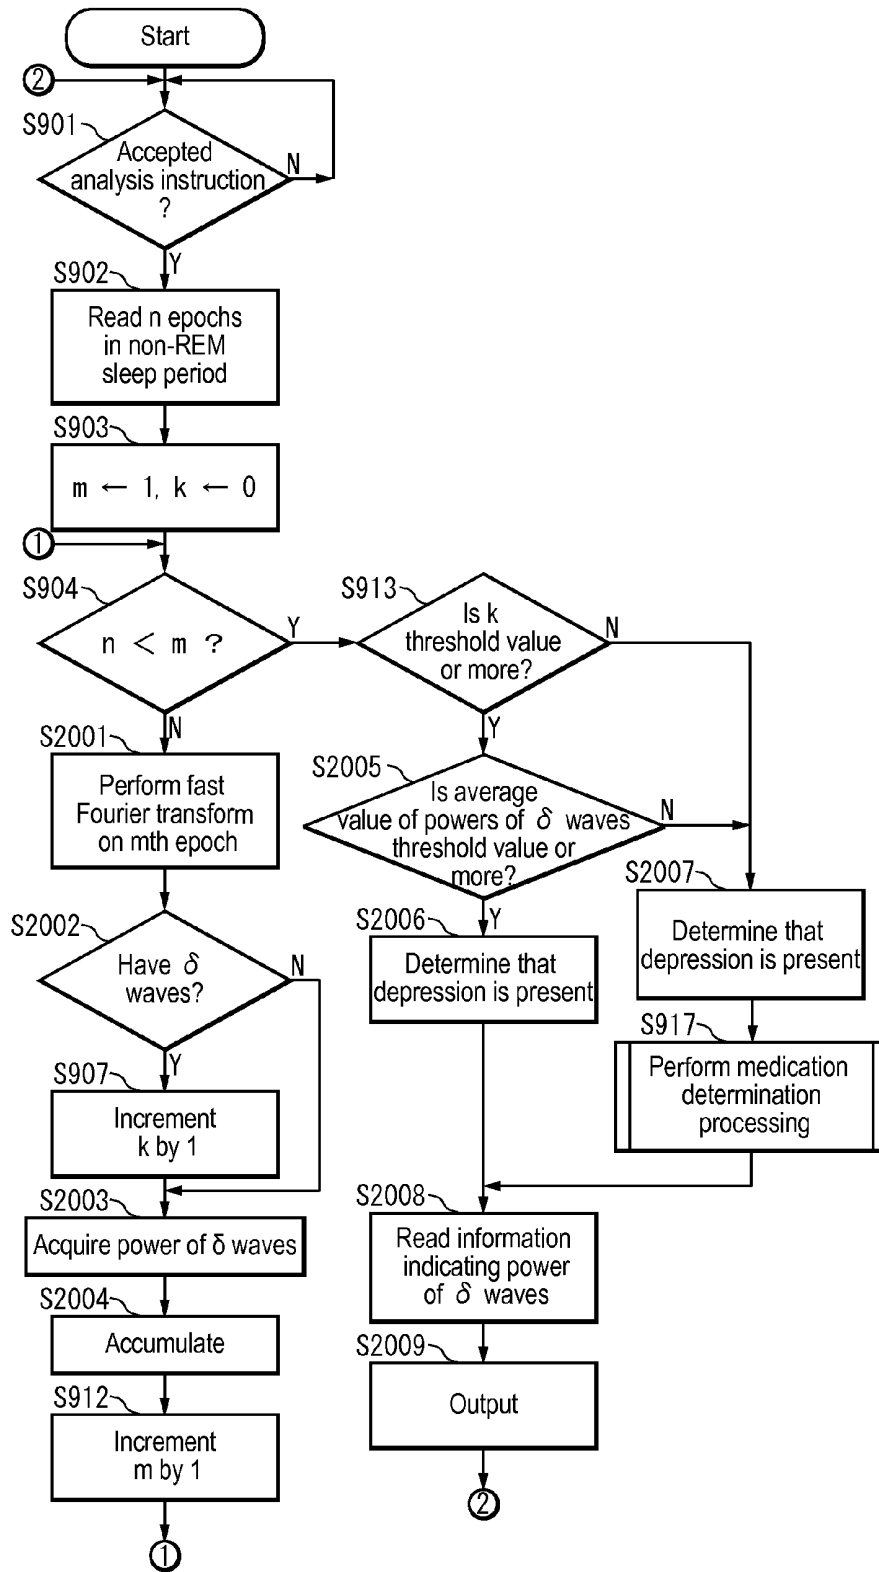 Start
2
S901
Accepted
analysis instruction
?
N
Y
S902
Read n epochs
in non-REM
sleep period
S903
m ← 1, k ← 0
1
S904
n < m ?
Y
N
S913
Is k
threshold value
or more?
N
Y
S2001
Perform fast
Fourier transform
on mth epoch
S2005
Is average
value of powers of δ waves
threshold value or
more?
N
Y
S2002
Have δ
waves?
N
Y
S2006
Determine that
depression is present
S2007
Determine that
depression is present
S917
Perform medication
determination
processing
S907
Increment
k by 1
S2003
Acquire power of δ waves
S2004
Accumulate
S912
Increment
m by 1
1
S2008
Read information
indicating power
of δ waves
S2009
Output
2